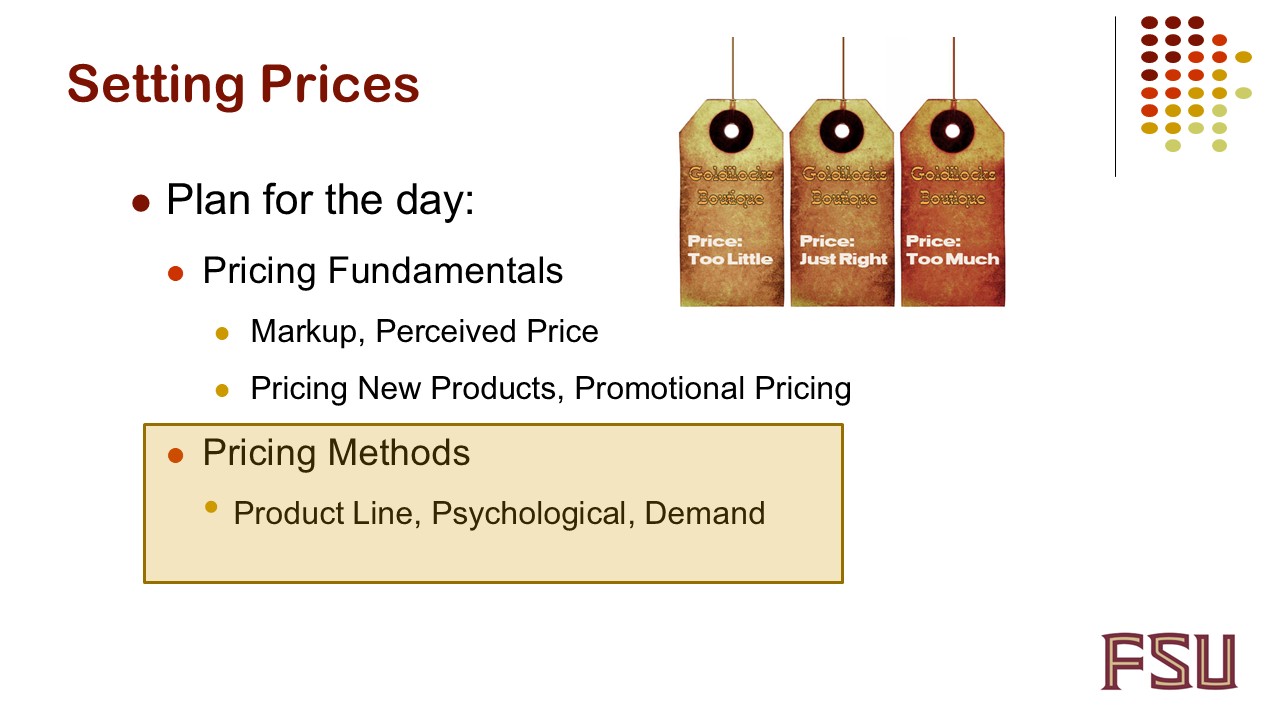 Setting Prices
Goldilocks
Boutique
Price:
Too Little
Goldilocks
Boutique
Price:
Just Right
Goldilocks
Boutique
Price:
Too Much
Plan for the day:
Pricing Fundamentals
Markup, Perceived Price
Pricing New Products, Promotional Pricing
Pricing Methods
Product Line, Psychological, Demand
FSU